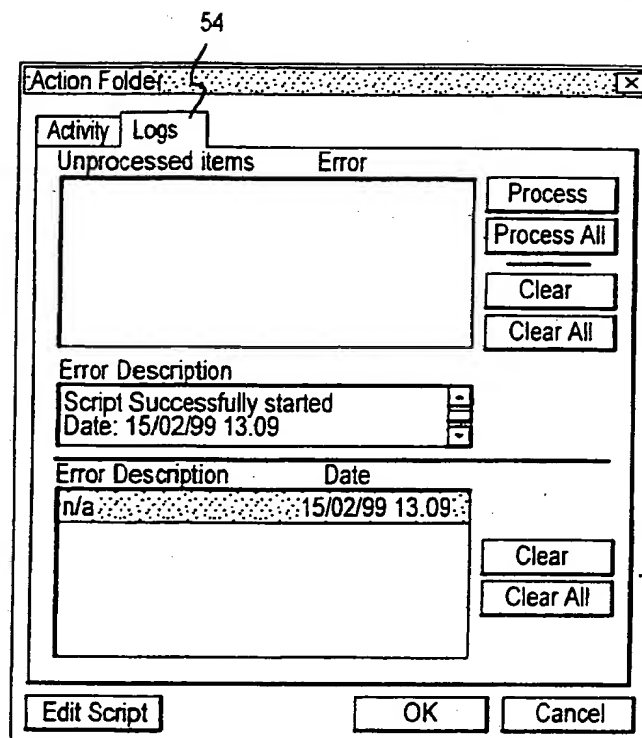 54
Action Folder
Activity Logs
Unprocessed items Error
Process
Process All
Clear
Clear All
Error Description
Script Successfully started
Date: 15/02/99 13.09
Error Description Date
n/a 15/02/99 13.09
Clear
Clear All
Edit Script OK Cancel